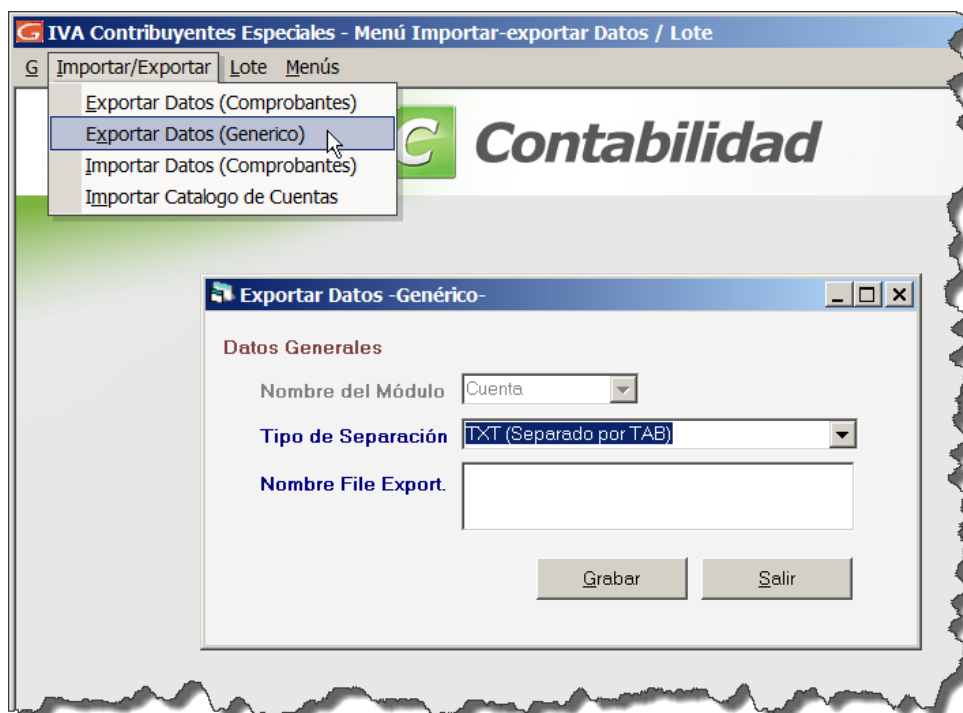 G IVA Contribuyentes Especiales - Menú Importar-exportar Datos / Lote
G Importar/Exportar Lote Menús
Exportar Datos (Comprobantes)
Exportar Datos (Generico)
Importar Datos (Comprobantes)
Importar Catalogo de Cuentas
C Contabilidad
Exportar Datos -Genérico-
Datos Generales
Nombre del Módulo Cuenta
Tipo de Separación TXT (Separado por TAB)
Nombre File Export.
Grabar Salir